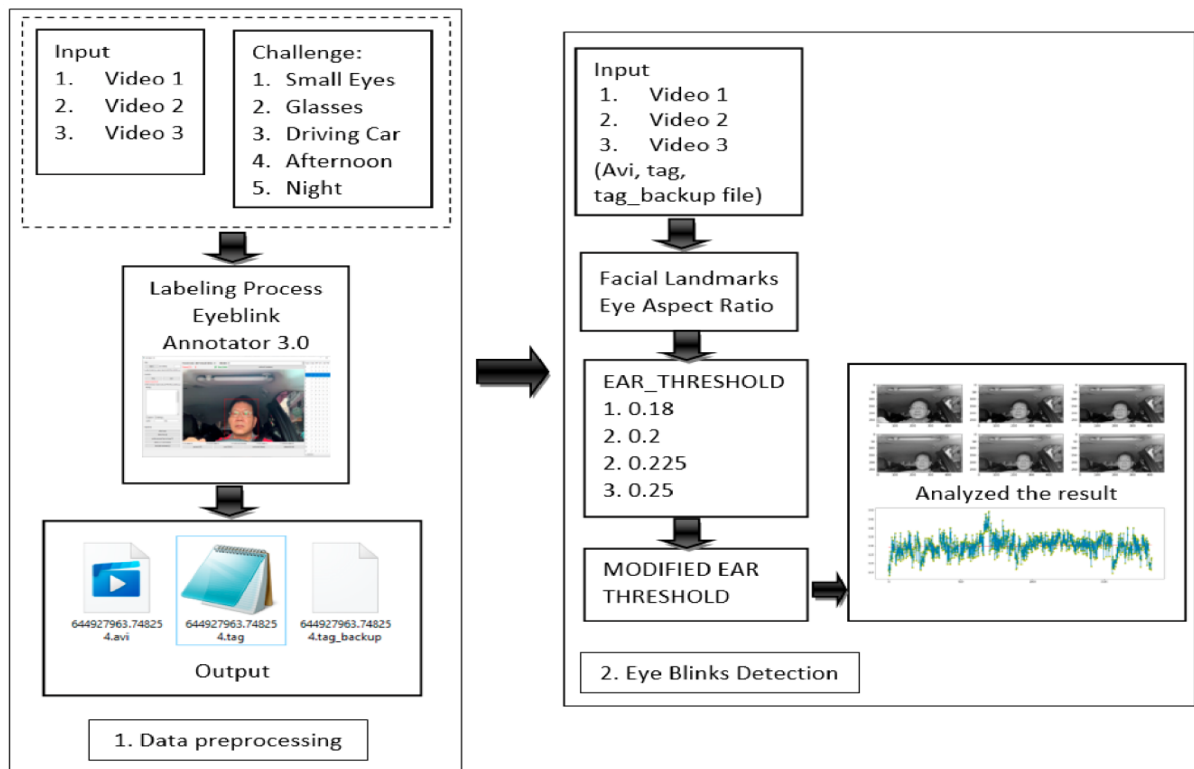 Input
1. Video 1
2. Video 2
3. Video 3
Challenge:
1. Small Eyes
2. Glasses
3. Driving Car
4. Afternoon
5. Night
Labeling Process
Eyeblink
Annotator 3.0
644927963.74825
4.avi
644927963.74825
4.tag
644927963.74825
4.tag_backup
Output
1. Data preprocessing
Input
1. Video 1
2. Video 2
3. Video 3
(Avi, tag,
tag_backup file)
Facial Landmarks
Eye Aspect Ratio
EAR_THRESHOLD
1. 0.18
2. 0.2
2. 0.225
3. 0.25
MODIFIED EAR
THRESHOLD
Analyzed the result
2. Eye Blinks Detection